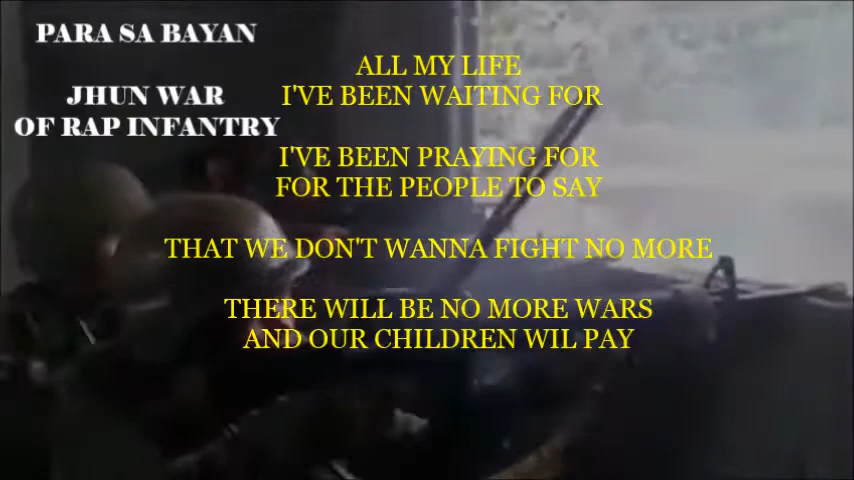 PARA SA BAYAN
JHUN WAR
OF RAP INFANTRY
ALL MY LIFE
I'VE BEEN WAITING FOR
I'VE BEEN PRAYING FOR
FOR THE PEOPLE TO SAY
THAT WE DON'T WANNA FIGHT NO MORE
THERE WILL BE NO MORE WARS
AND OUR CHILDREN WIL PAY